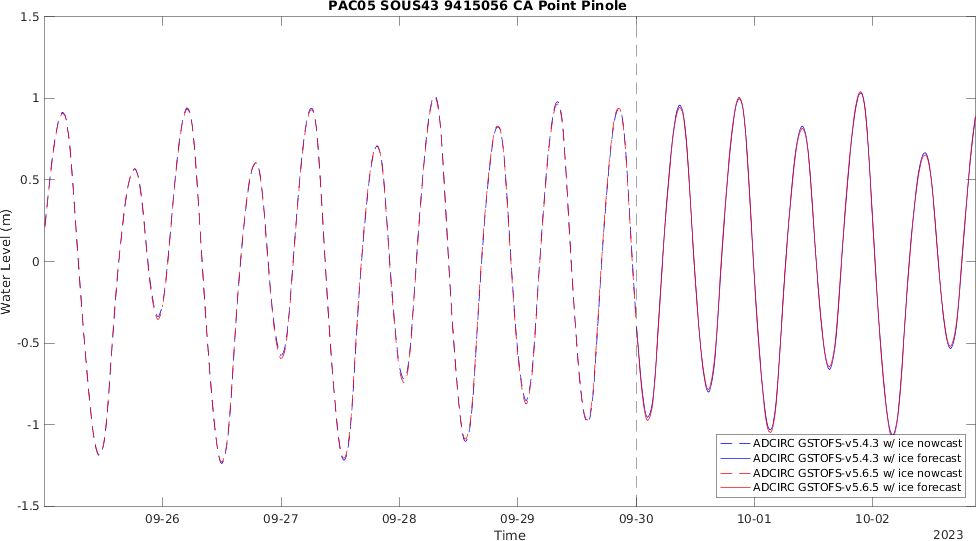 PAC05 SOUS43 9415056 CA Point Pinole
1.5
1
0.5
0
-0.5
-1
-1.5
Water Level (m)
09-26
09-27
09-28
09-29
09-30
10-01
10-02
Time
2023
ADCIRC GSTOFS-v5.4.3 w/ ice nowcast
ADCIRC GSTOFS-v5.4.3 w/ ice forecast
ADCIRC GSTOFS-v5.6.5 w/ ice nowcast
ADCIRC GSTOFS-v5.6.5 w/ ice forecast